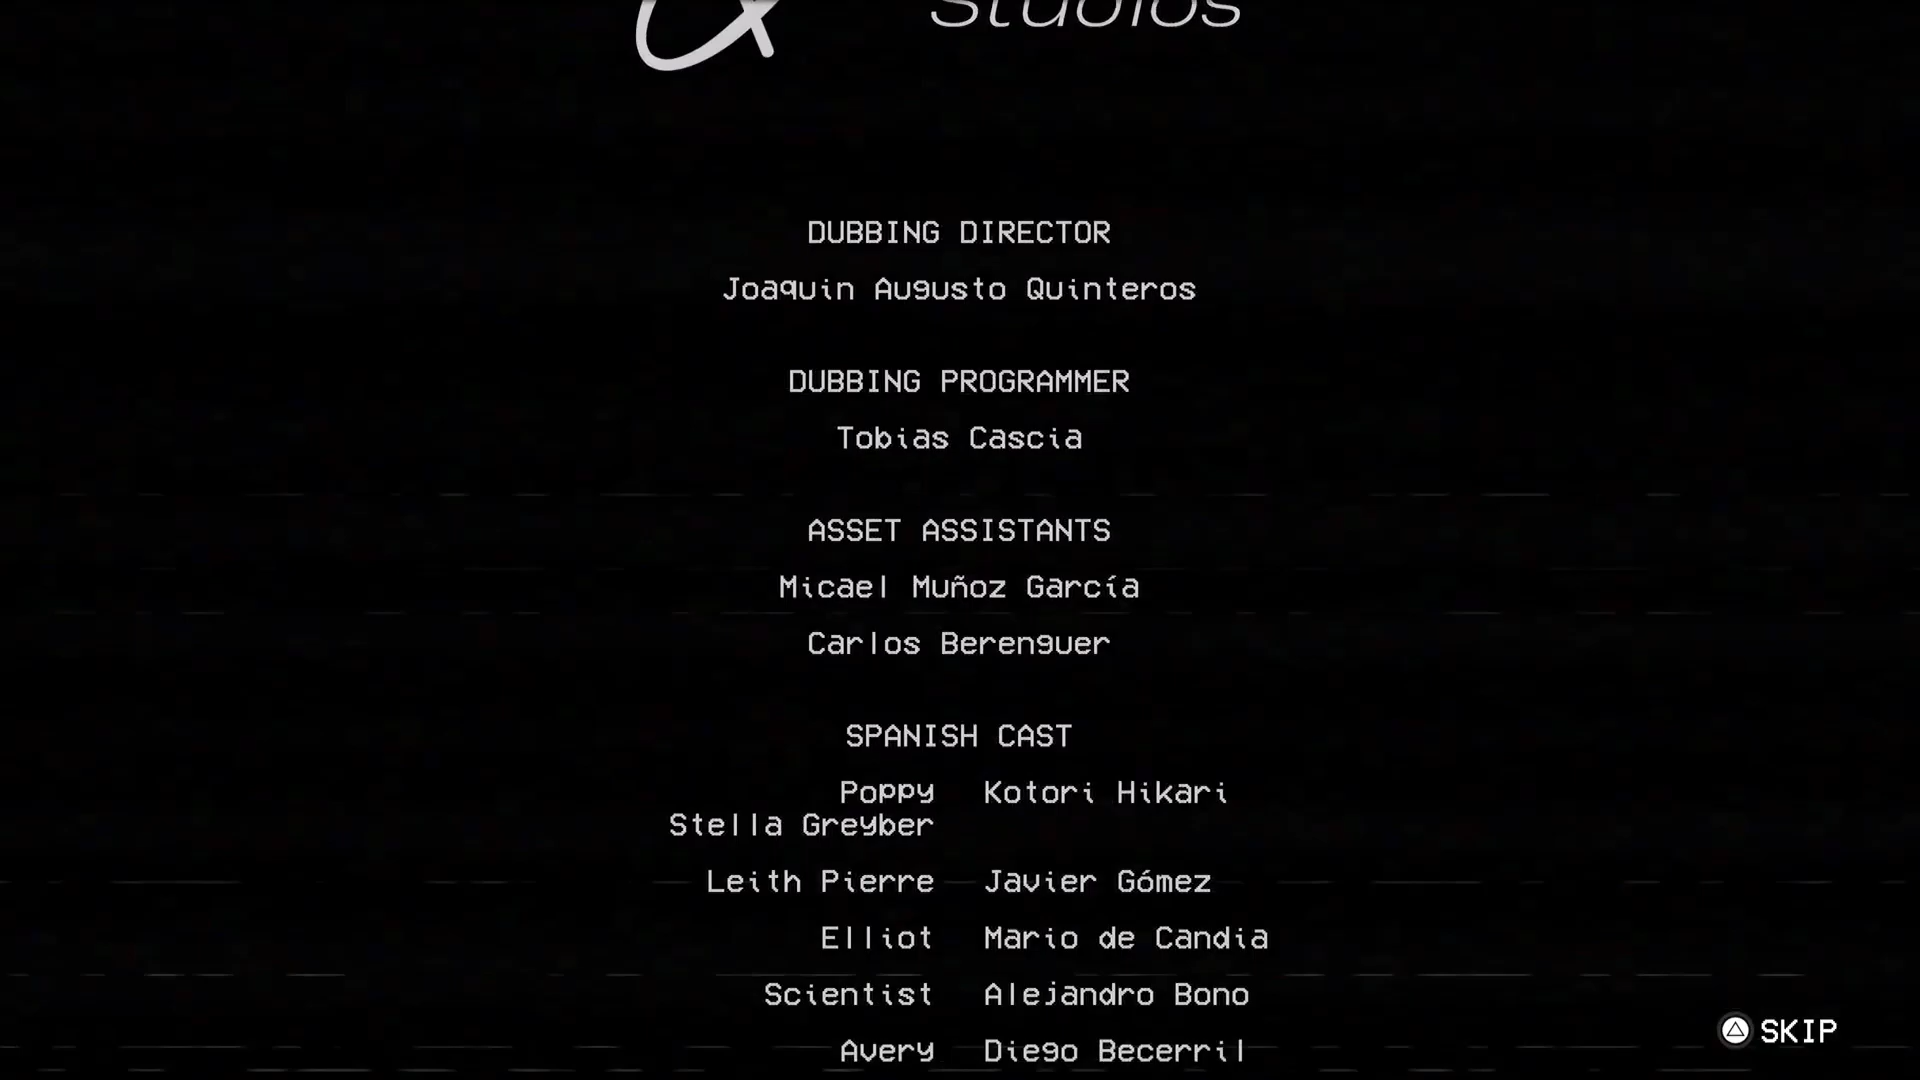 Studios
DUBBING DIRECTOR
Joaquin Augusto Quinteros
DUBBING PROGRAMMER
Tobias Cascia
ASSET ASSISTANTS
Micael Muñoz García
Carlos Berenguer
SPANISH CAST
Poppy Kotori Hikari
Stella Greyber
Leith Pierre Javier Gómez
Elliot Mario de Candia
Scientist Alejandro Bono
Avery Diego Becerril
SKIP